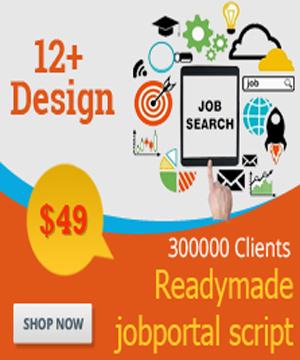 12+
Design
JOB
SEARCH
job
$49
300000 Clients
Readymade
jobportal script
SHOP NOW